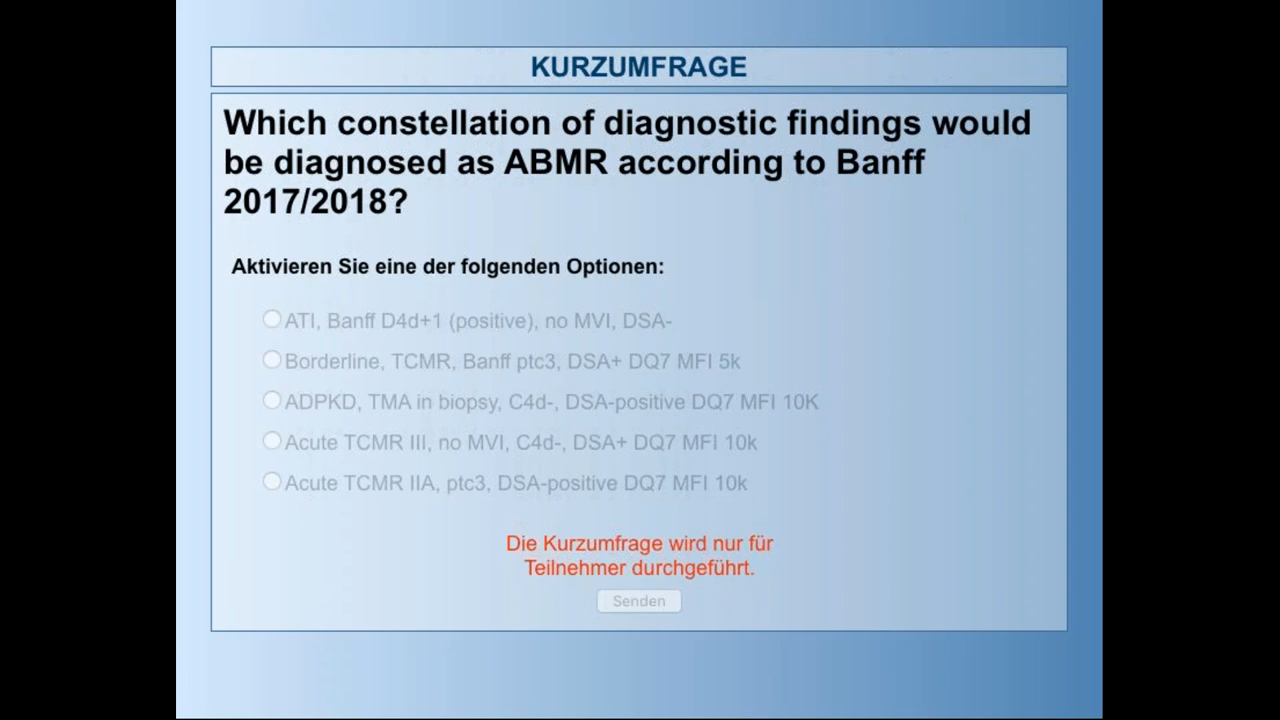 KURZUMFRAGE
Which constellation of diagnostic findings would
be diagnosed as ABMR according to Banff
2017/2018?
Aktivieren Sie eine der folgenden Optionen:
ATI, Banff D4d+1 (positive), no MVI, DSA-
Borderline, TCMR, Banff ptc3, DSA+ DQ7 MFI 5k
ADPKD, TMA in biopsy, C4d-, DSA-positive DQ7 MFI 10K
Acute TCMR III, no MVI, C4d-, DSA+ DQ7 MFI 10k
Acute TCMR IIA, ptc3, DSA-positive DQ7 MFI 10k
Die Kurzumfrage wird nur für
Teilnehmer durchgeführt.
Senden